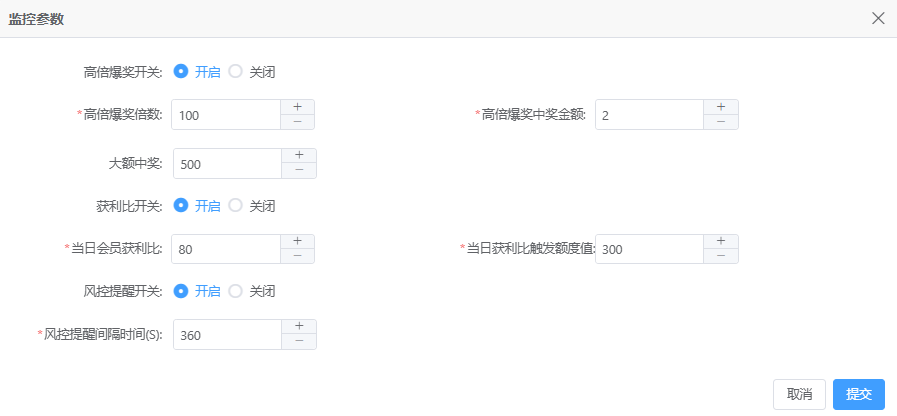 监控参数
高倍爆奖开关: 开启 关闭
*高倍爆奖倍数: 100 *高倍爆奖中奖金额: 2
大额中奖: 500
获利比开关: 开启 关闭
*当日会员获利比: 80 *当日获利比触发额度值: 300
风控提醒开关: 开启 关闭
*风控提醒间隔时间(S): 360
取消 提交